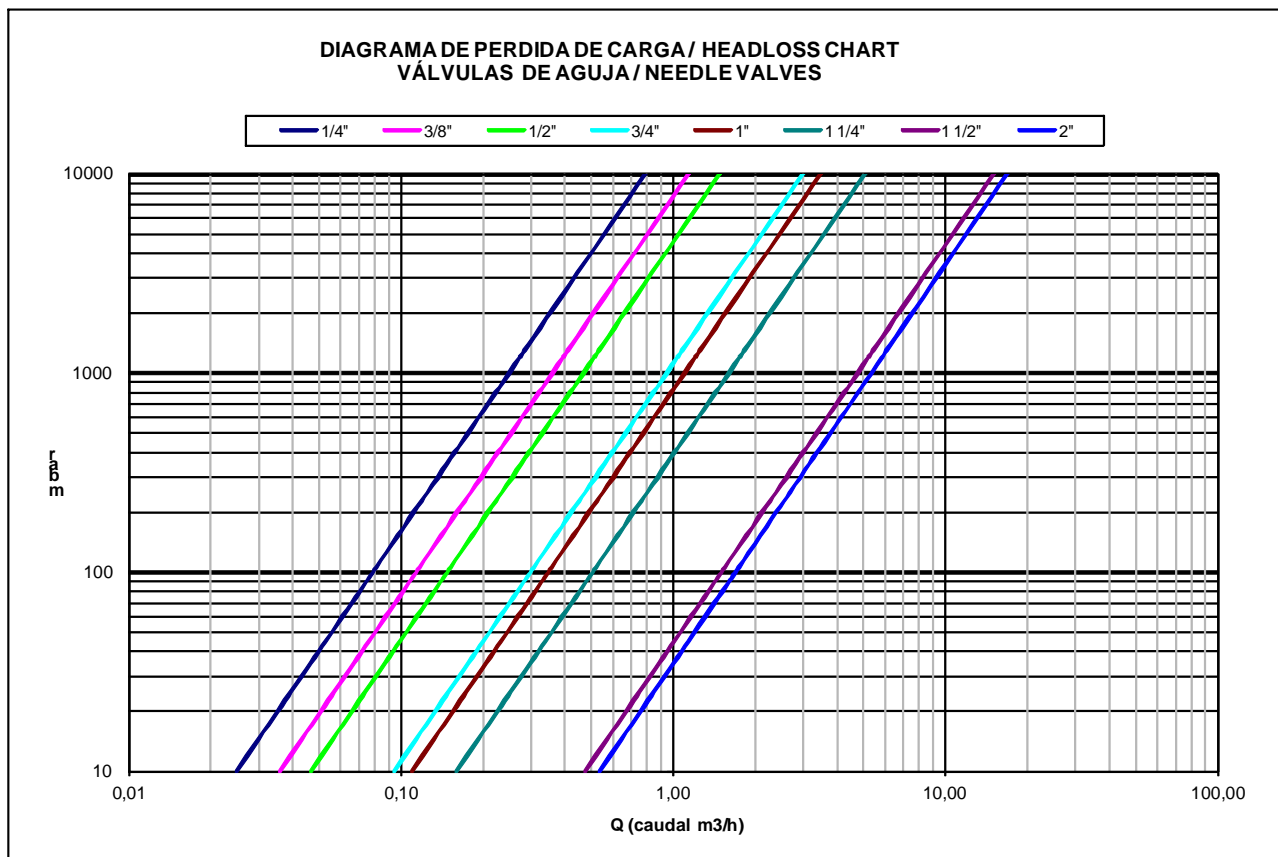 DIAGRAMA DE PERDIDA DE CARGA / HEADLOSS CHART
VÁLVULAS DE AGUJA / NEEDLE VALVES
1/4" 3/8" 1/2" 3/4" 1" 1 1/4" 1 1/2" 2"
10000
1000
100
10
mbar
0,01 0,10 1,00 10,00 100,00
Q (caudal m3/h)